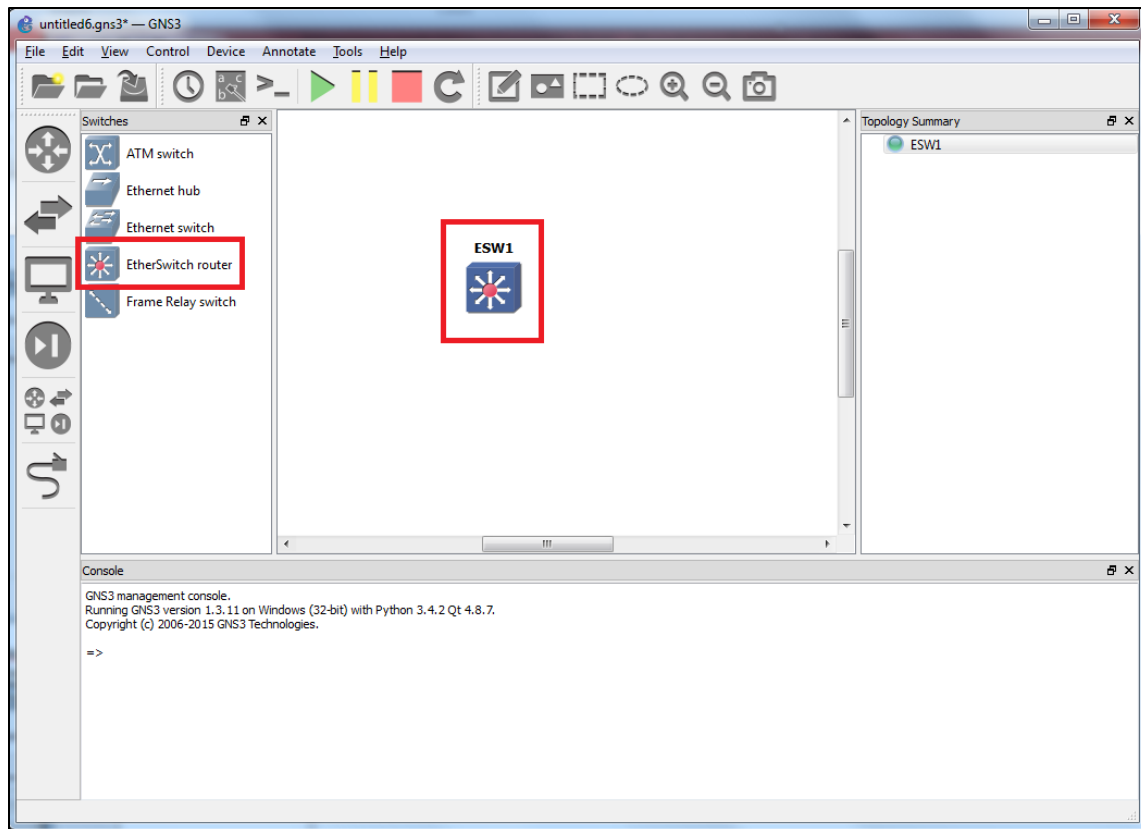 untitled6.gns3* — GNS3
File Edit View Control Device Annotate Tools Help
Switches
ATM switch
Ethernet hub
Ethernet switch
EtherSwitch router
Frame Relay switch
ESW1
Topology Summary
ESW1
Console
GNS3 management console.
Running GNS3 version 1.3.11 on Windows (32-bit) with Python 3.4.2 Qt 4.8.7.
Copyright (c) 2006-2015 GNS3 Technologies.
=>